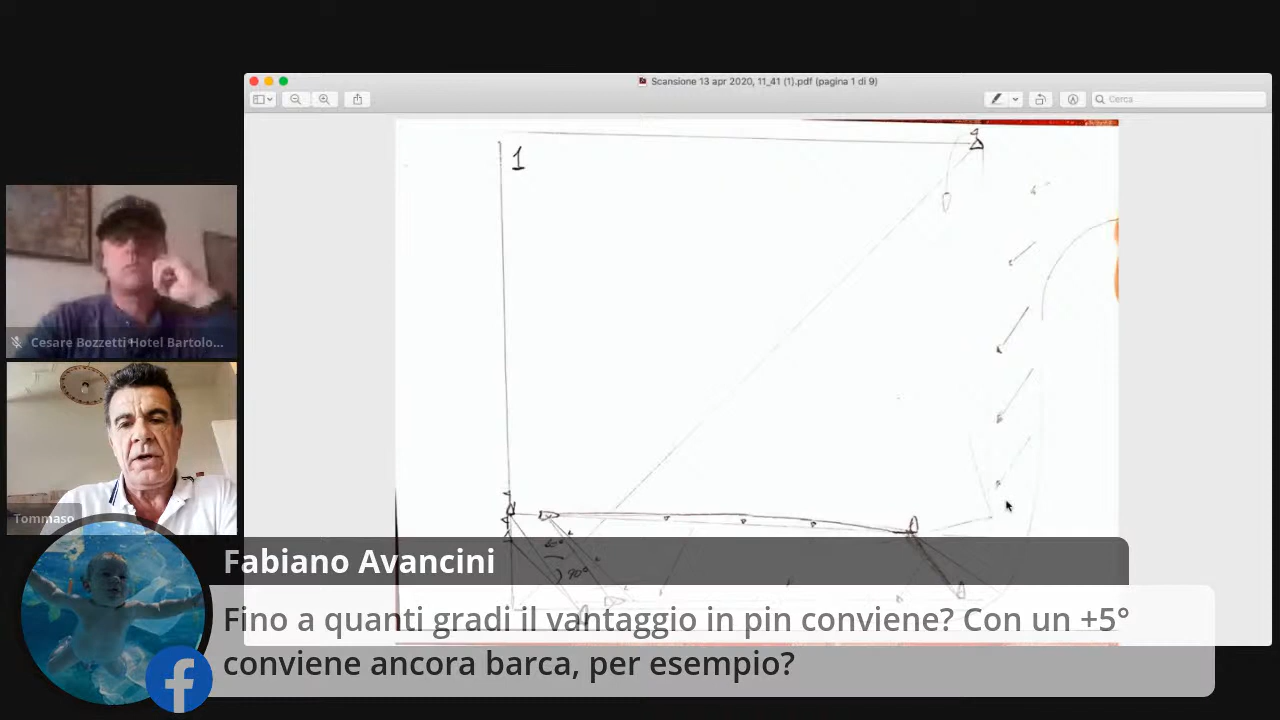 Scansione 13 apr 2020, 11_41 (1).pdf (pagina 1 di 9)
Cerca
1
Cesare Bozzetti Hotel Bartolo...
Tommaso
Fabiano Avancini
Fino a quanti gradi il vantaggio in pin conviene? Con un +5°
conviene ancora barca, per esempio?